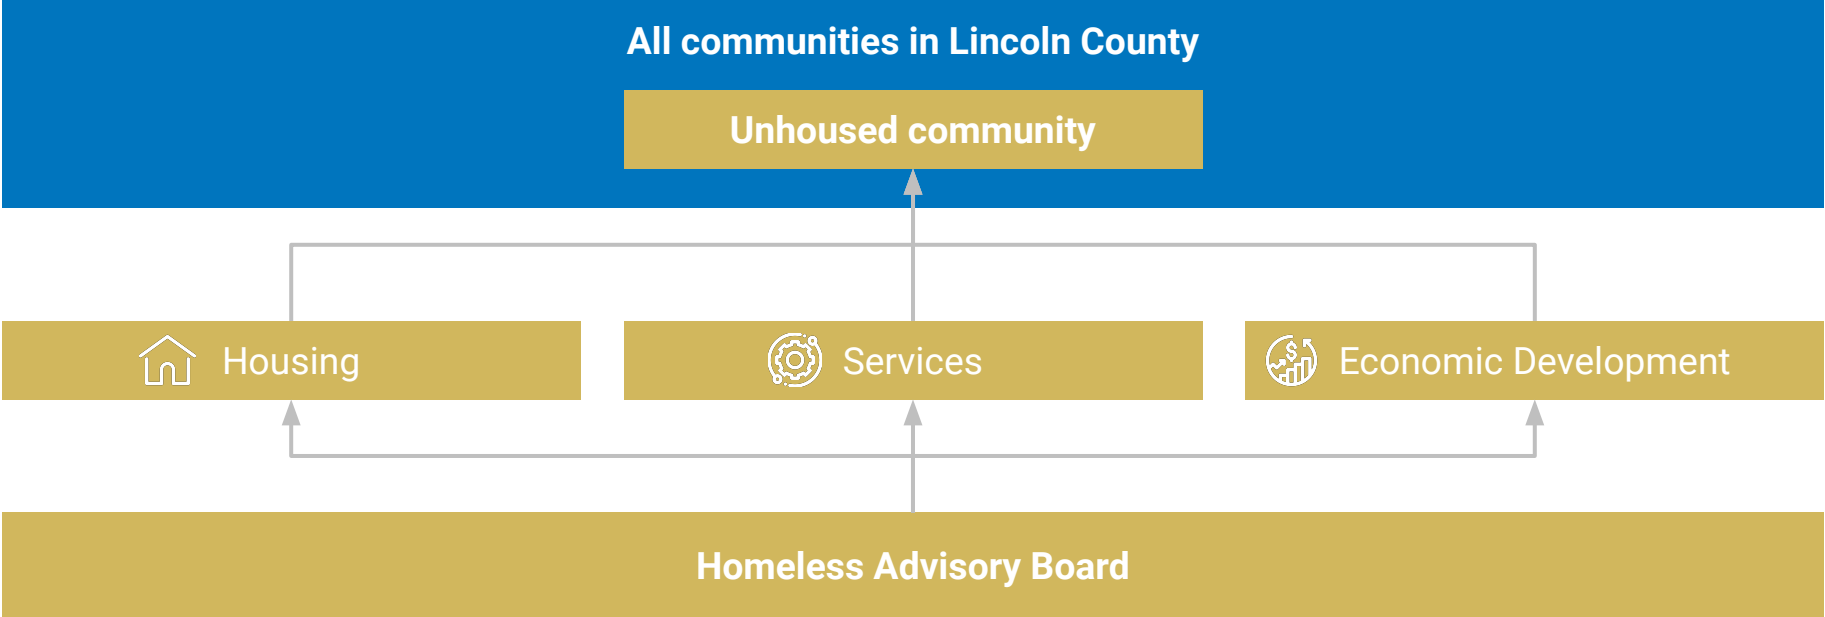 All communities in Lincoln County
Unhoused community
Housing
Services
Economic Development
Homeless Advisory Board